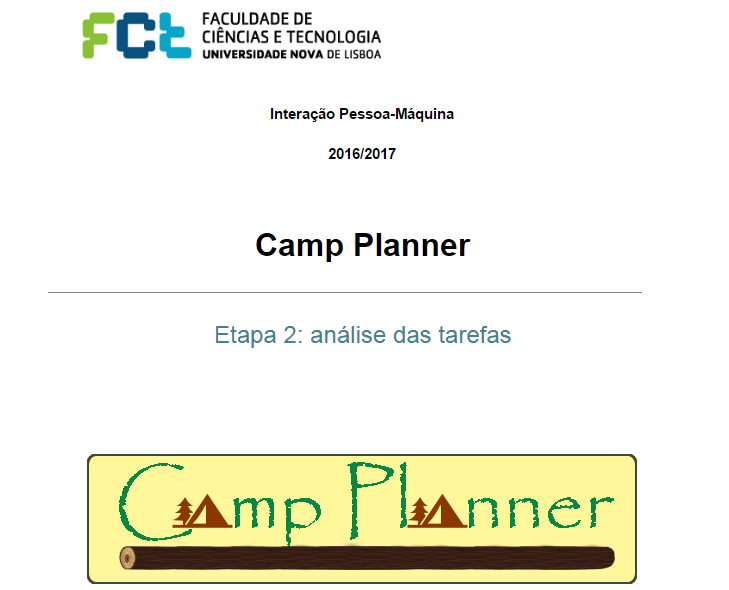 fct
FACULDADE DE
CIÊNCIAS E TECNOLOGIA
UNIVERSIDADE NOVA DE LISBOA
Interação Pessoa-Máquina
2016/2017
Camp Planner
Etapa 2: análise das tarefas
Camp Planner